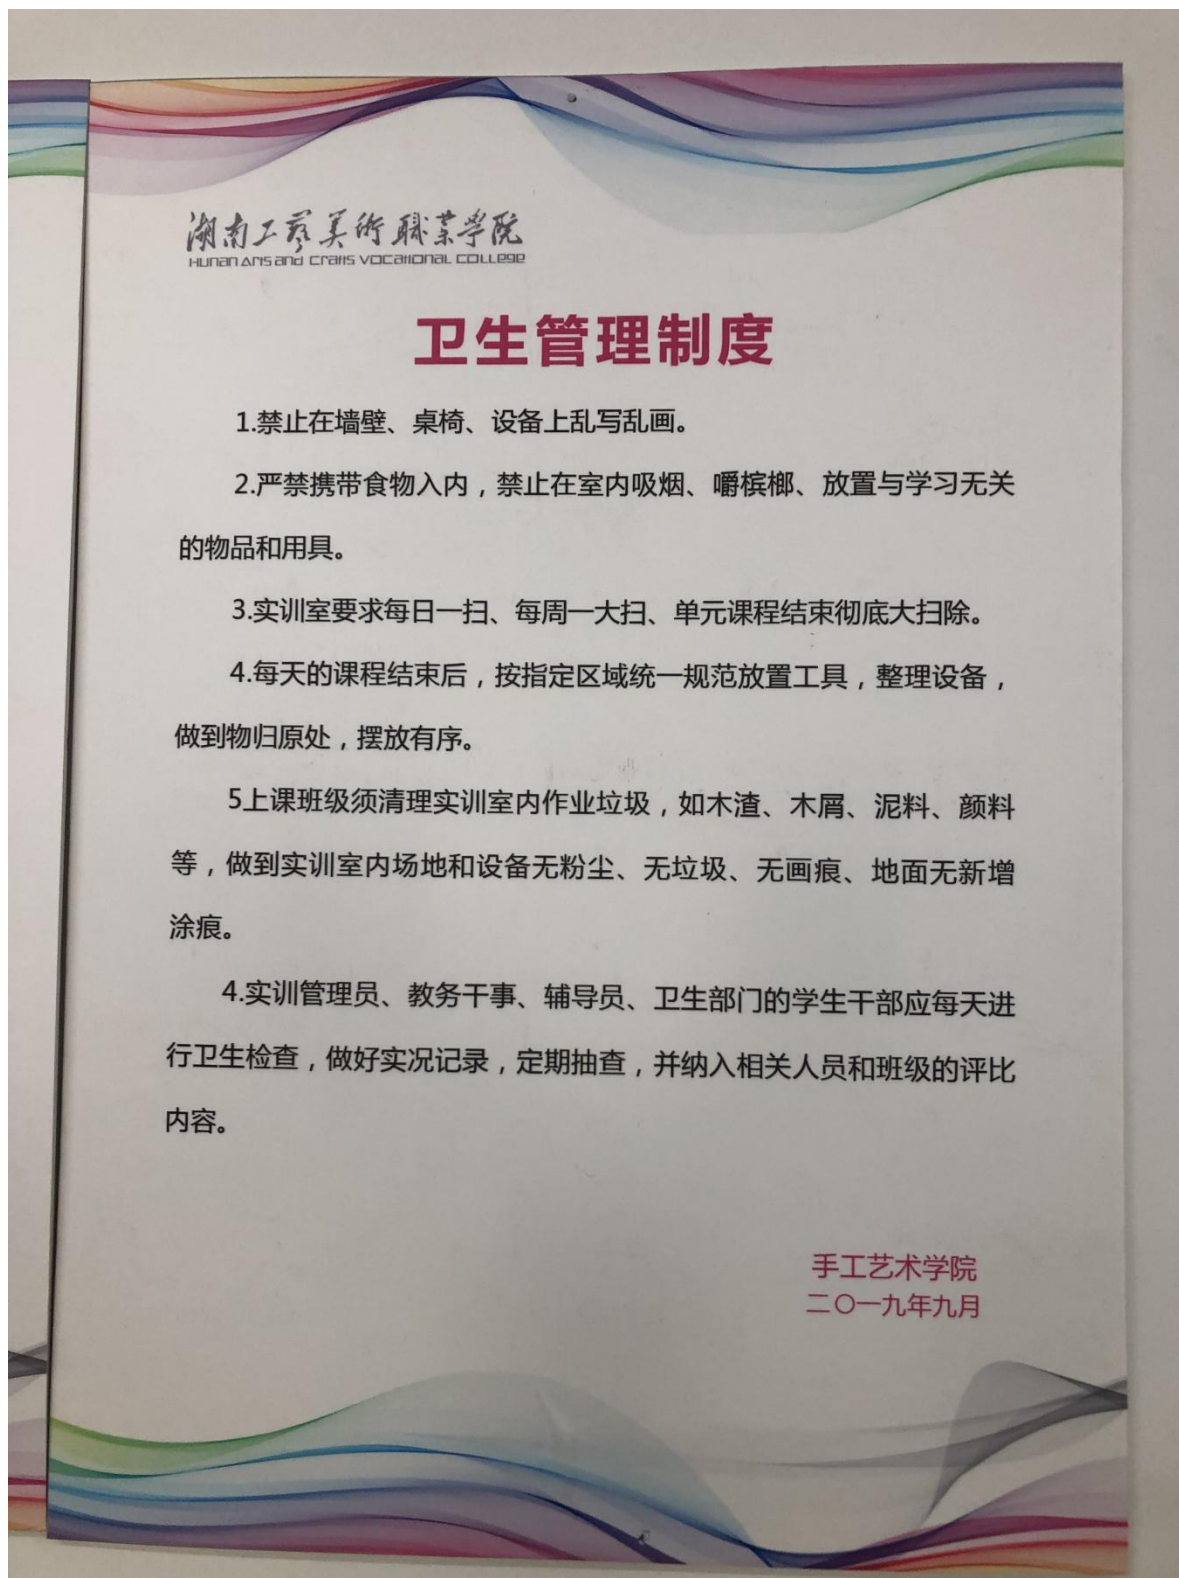 湖南工藝美術職業學院
Hunan Arts and Crafts Vocational College
卫生管理制度
1.禁止在墙壁、桌椅、设备上乱写乱画。
2.严禁携带食物入内，禁止在室内吸烟、嚼槟榔、放置与学习无关
的物品和用具。
3.实训室要求每日一扫、每周一大扫、单元课程结束彻底大扫除。
4.每天的课程结束后，按指定区域统一规范放置工具，整理设备，
做到物归原处，摆放有序。
5上课班级须清理实训室内作业垃圾，如木渣、木屑、泥料、颜料
等，做到实训室内场地和设备无粉尘、无垃圾、无画痕、地面无新增
涂痕。
4.实训管理员、教务干事、辅导员、卫生部门的学生干部应每天进
行卫生检查，做好实况记录，定期抽查，并纳入相关人员和班级的评比
内容。
手工艺术学院
二〇一九年九月